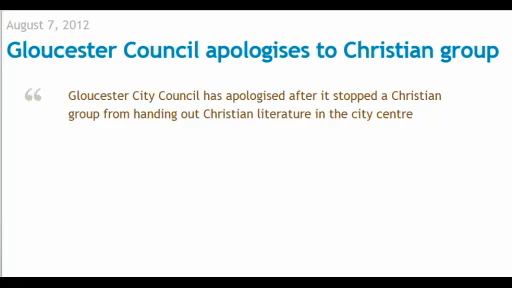 August 7, 2012
Gloucester Council apologises to Christian group
“ Gloucester City Council has apologised after it stopped a Christian
group from handing out Christian literature in the city centre